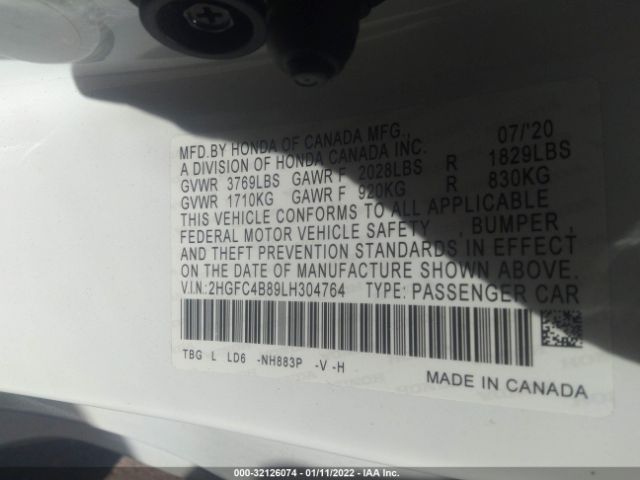 MFD.BY HONDA OF CANADA MFG., 07/'20
A DIVISION OF HONDA CANADA INC.
GVWR 3769LBS GAWR F 2028LBS R 1829LBS
GVWR 1710KG GAWR F 920KG R 830KG
THIS VEHICLE CONFORMS TO ALL APPLICABLE
FEDERAL MOTOR VEHICLE SAFETY , BUMPER ,
AND THEFT PREVENTION STANDARDS IN EFFECT
ON THE DATE OF MANUFACTURE SHOWN ABOVE.
V.I.N:2HGFC4B89LH304764 TYPE: PASSENGER CAR
TBG L LD6 -NH883P -V -H
MADE IN CANADA
000-32126074 - 01/11/2022 - IAA Inc.